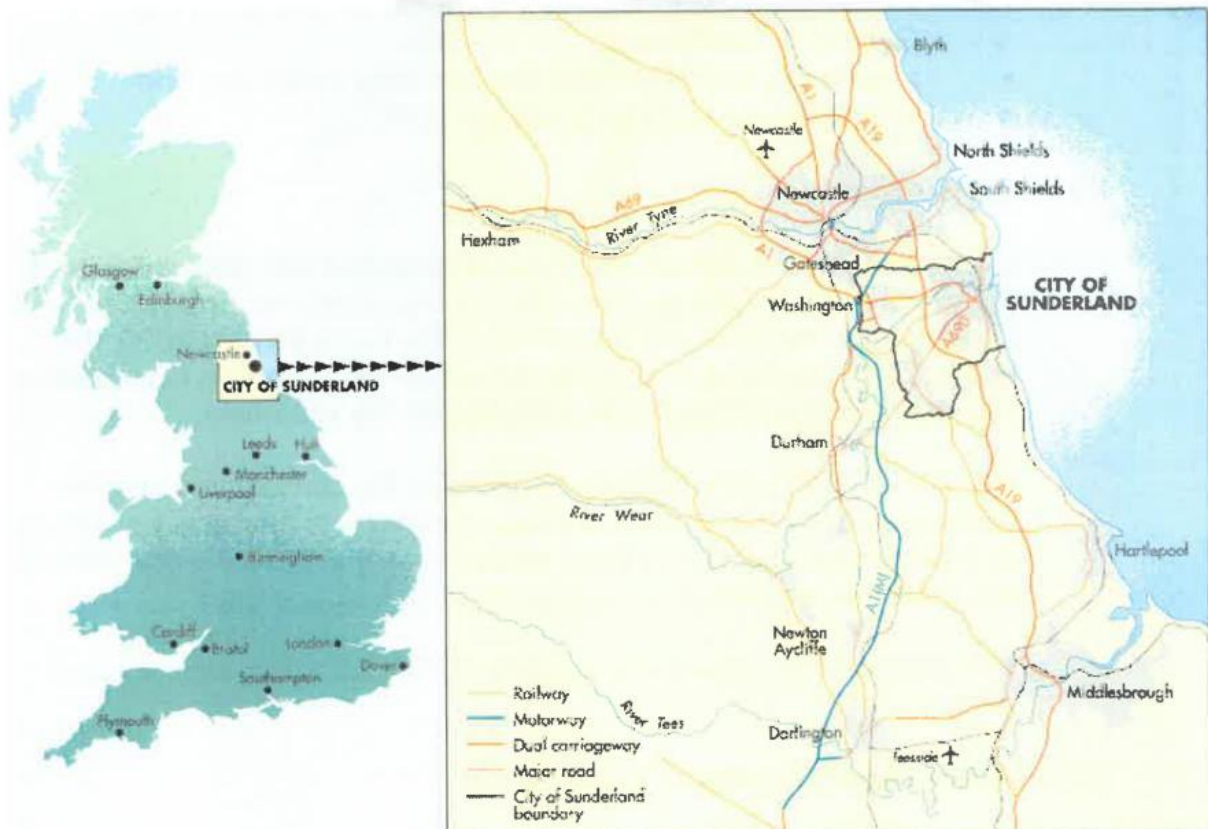 Glasgow
Edinburgh
Newcastle
CITY OF SUNDERLAND
Leeds
Hull
Manchester
Liverpool
Birmingham
Cardiff
Bristol
London
Dover
Southampton
Plymouth
Blyth
A1
A19
Newcastle
North Shields
Newcastle
South Shields
A69
River Tyne
Hexham
A1
Gateshead
CITY OF
SUNDERLAND
Washington
A690
Durham
A19
River Wear
Hartlepool
A1(M)
Newton
Aycliffe
Middlesbrough
River Tees
Darlington
Teesside
Railway
Motorway
Dual carriageway
Major road
City of Sunderland
boundary